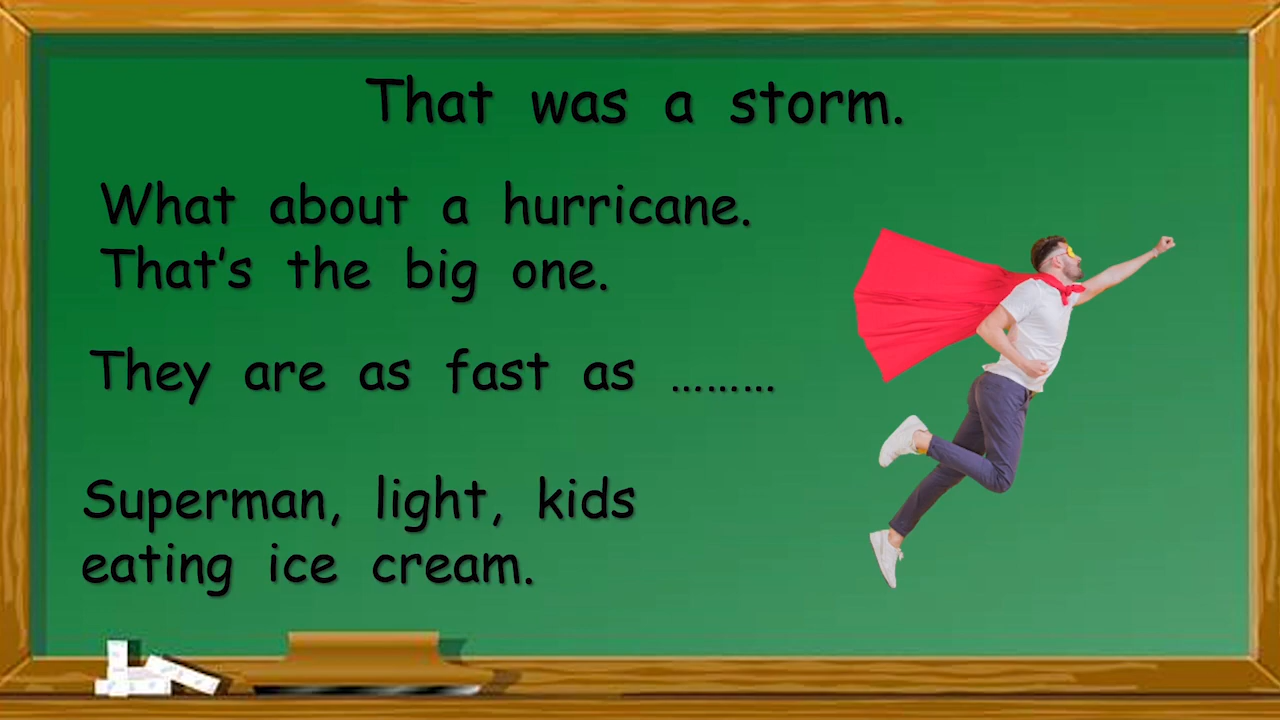 That was a storm.
What about a hurricane.
That’s the big one.
They are as fast as ………
Superman, light, kids
eating ice cream.